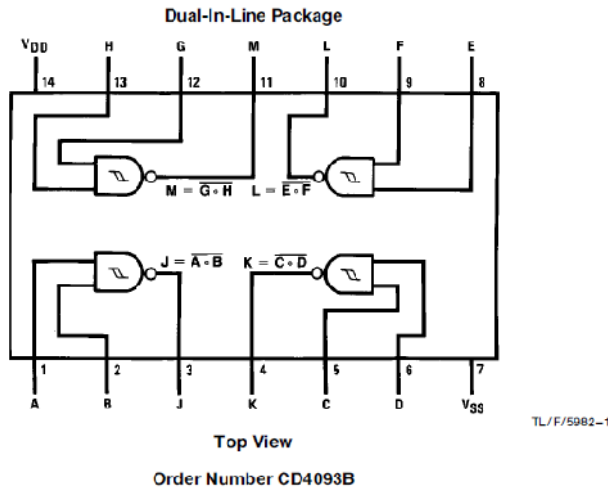 Dual-In-Line Package
VDD H G M L F E
14 13 12 11 10 9 8
M = G∘H L = E∘F
J = A∘B K = C∘D
1 2 3 4 5 6 7
A B J K C D VSS
TL/F/5982–1
Top View
Order Number CD4093B